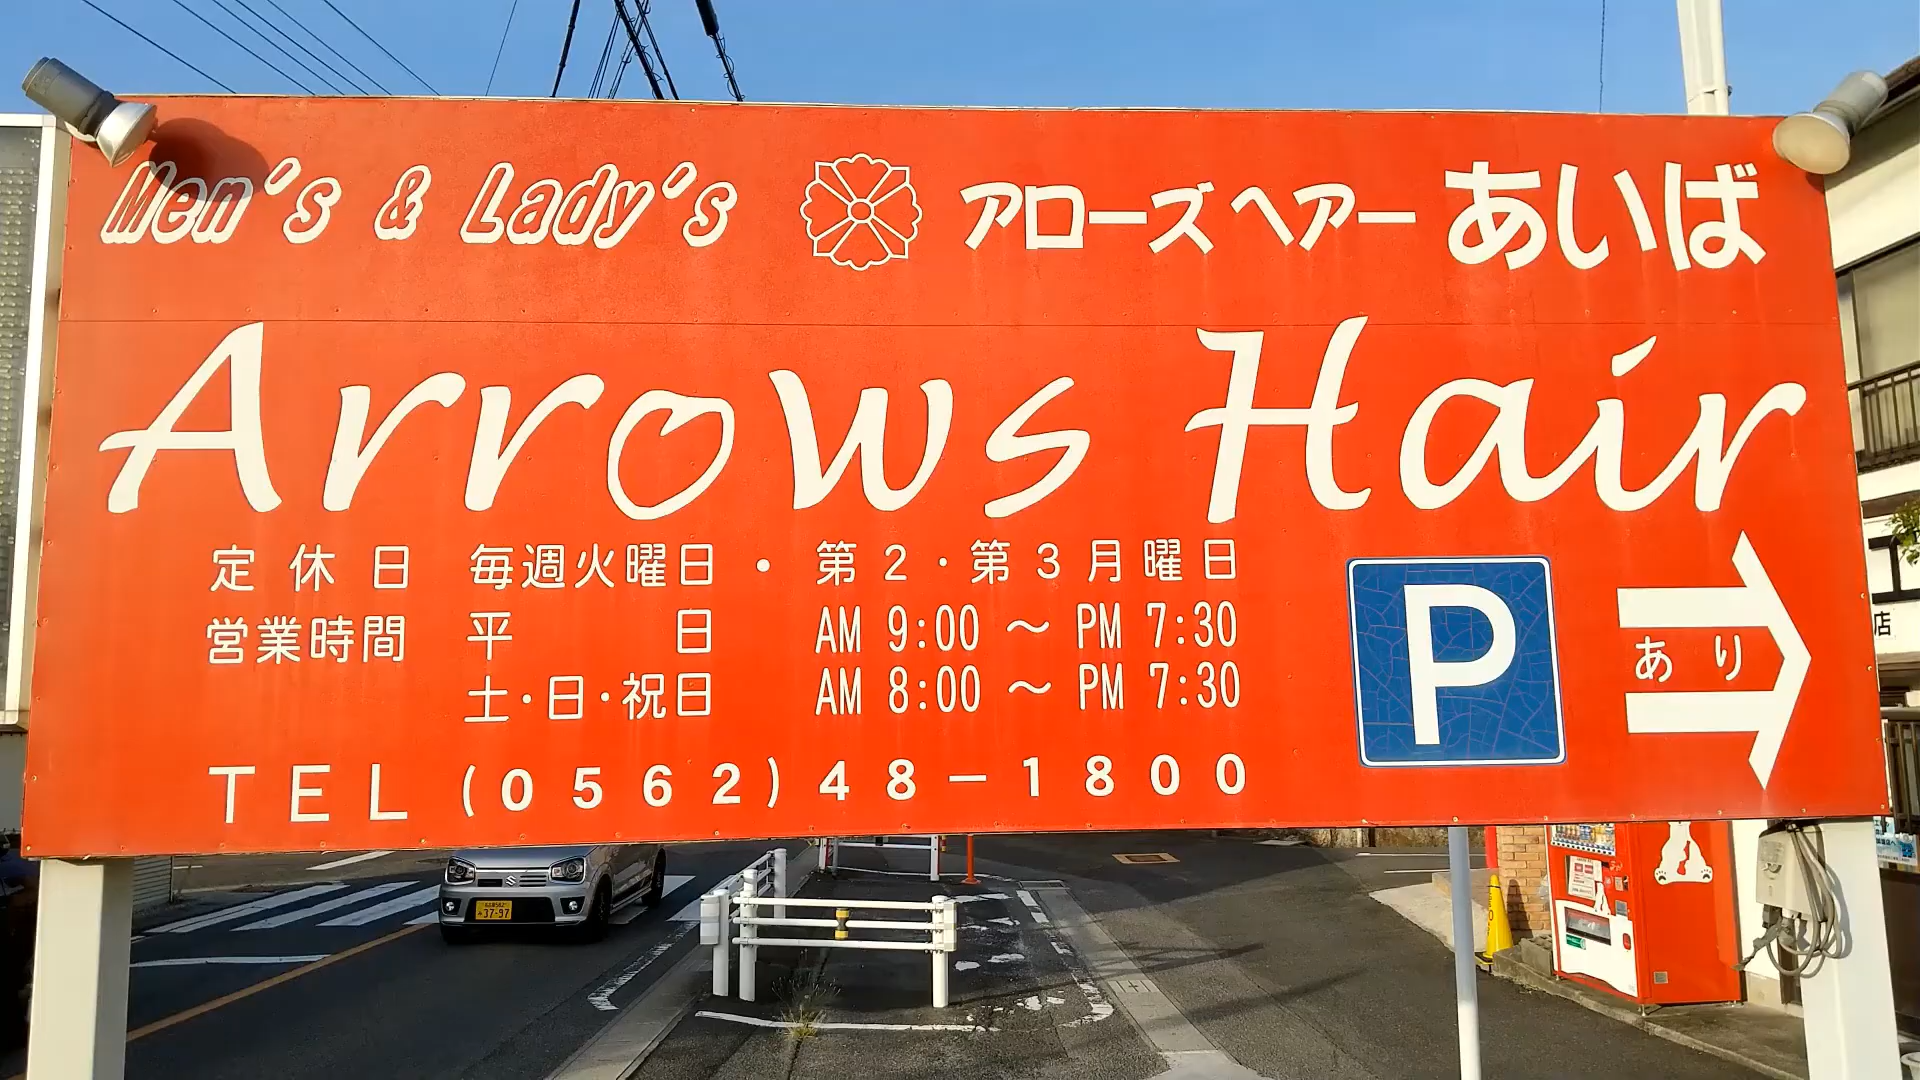 Men's & Lady's アローズヘアー あいば
Arrows Hair
定休日 毎週火曜日・第2・第3月曜日
営業時間 平日 AM 9:00 〜 PM 7:30
土・日・祝日 AM 8:00 〜 PM 7:30
TEL (0562)48-1800
P あり
店
37-97